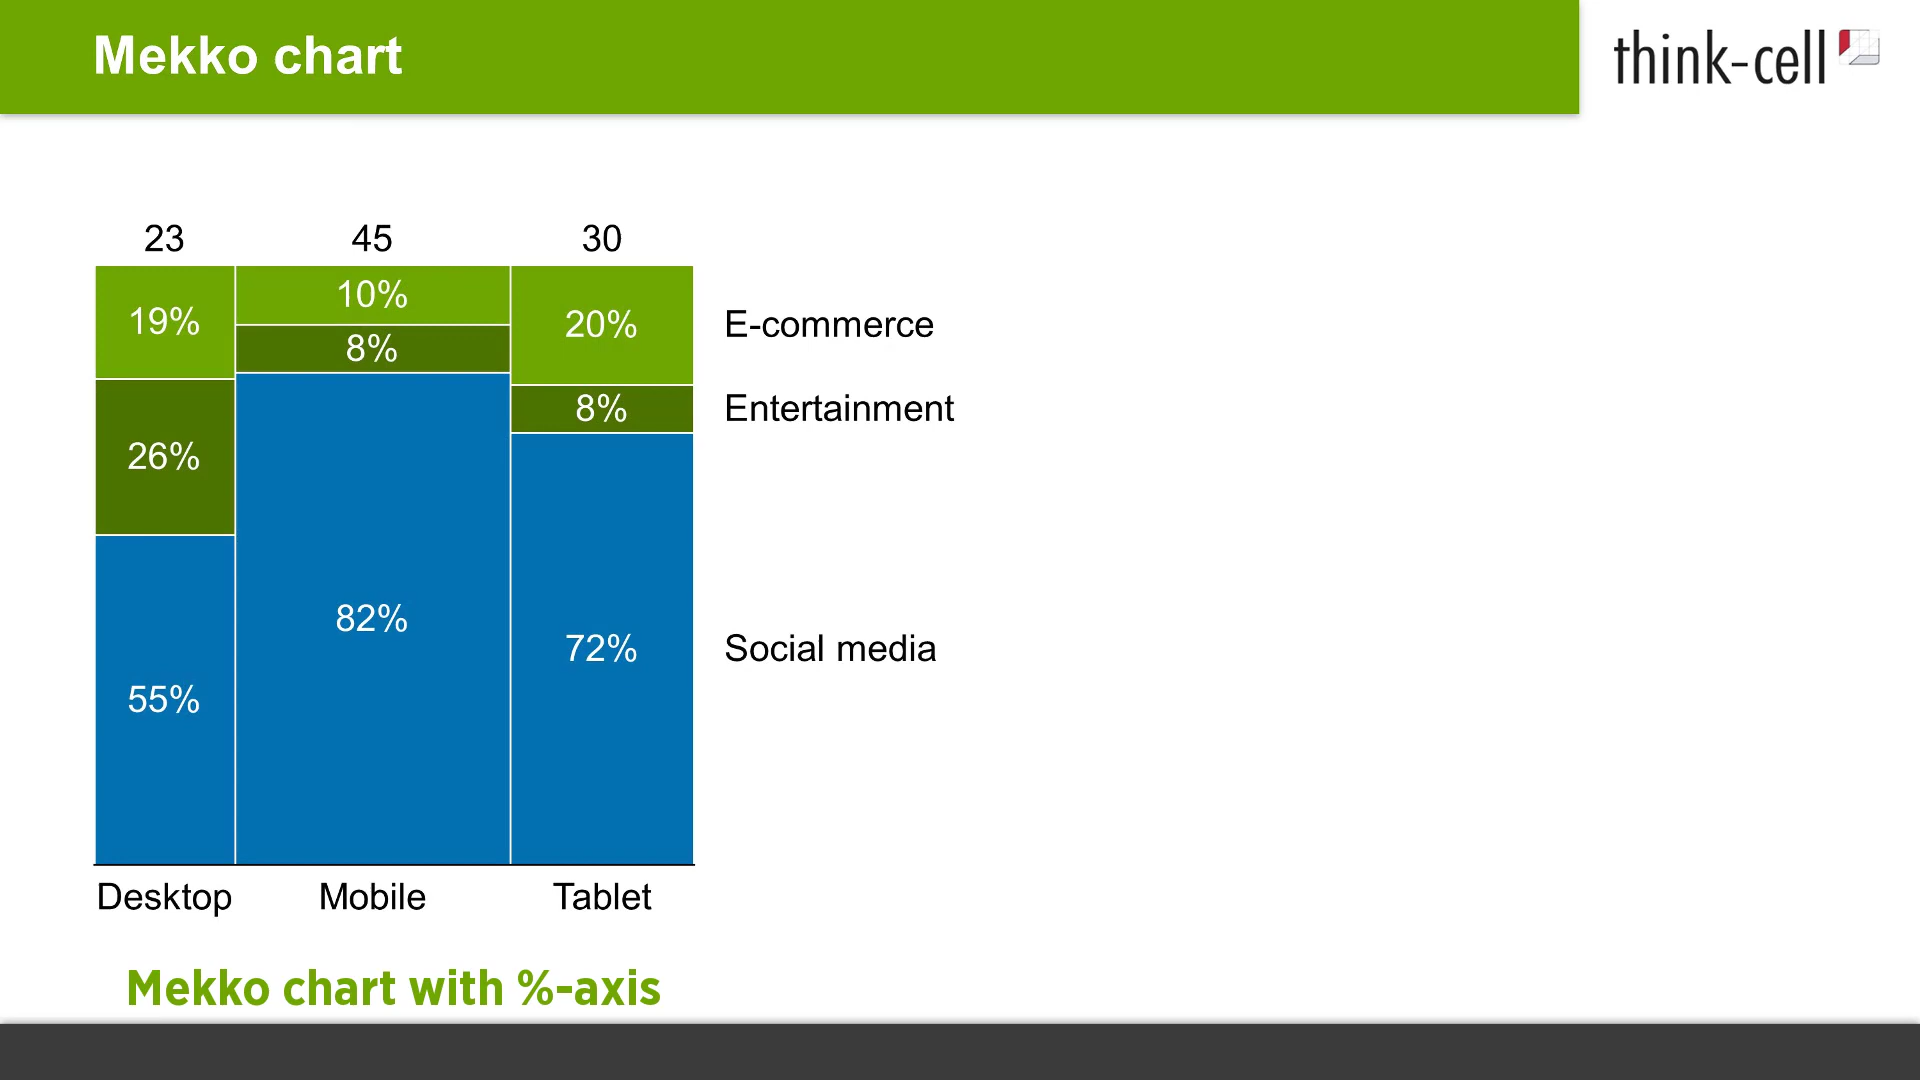 Mekko chart
think-cell
23 45 30
19% 10% 20% E-commerce
8%
8% Entertainment
26%
82%
72% Social media
55%
Desktop Mobile Tablet
Mekko chart with %-axis